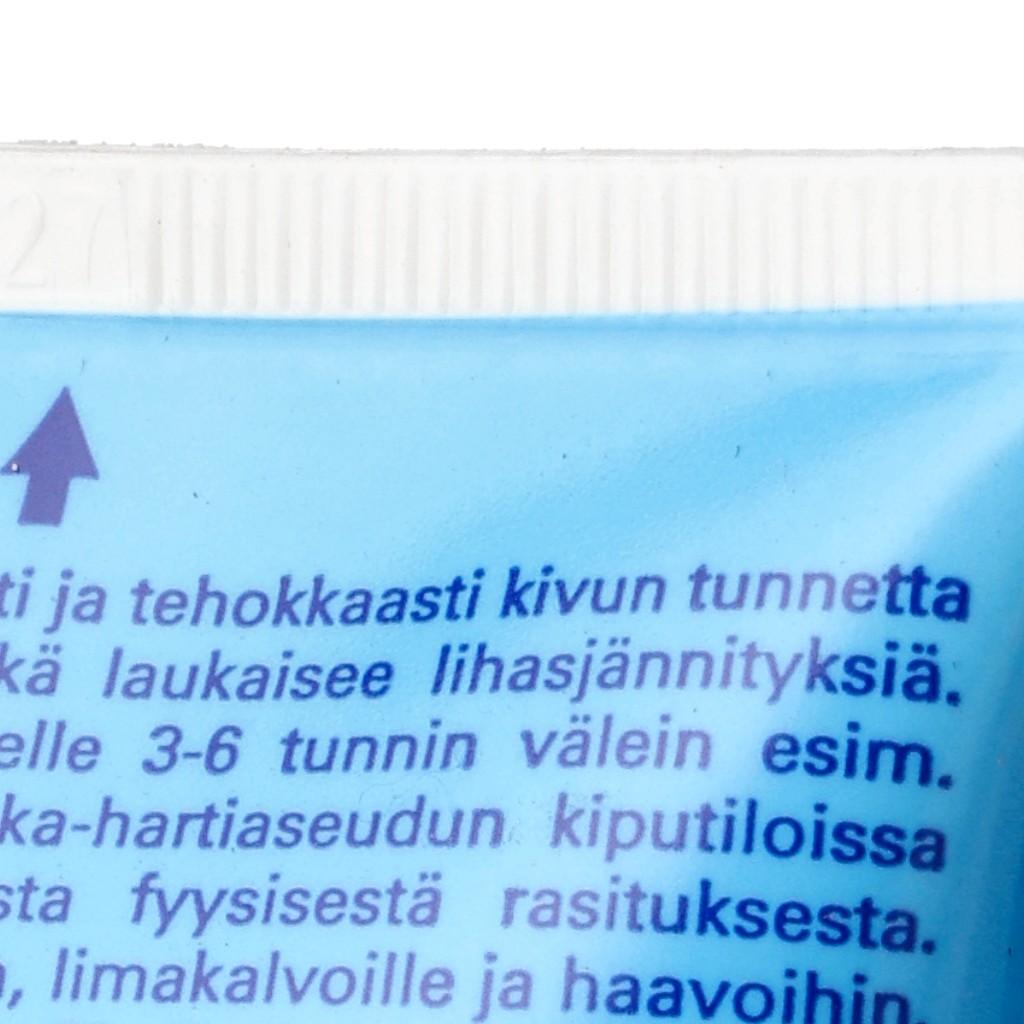 27
ti ja tehokkaasti kivun tunnetta
kä laukaisee lihasjännityksiä.
elle 3-6 tunnin välein esim.
ka-hartiaseudun kiputiloissa
sta fyysisestä rasituksesta.
, limakalvoille ja haavoihin.